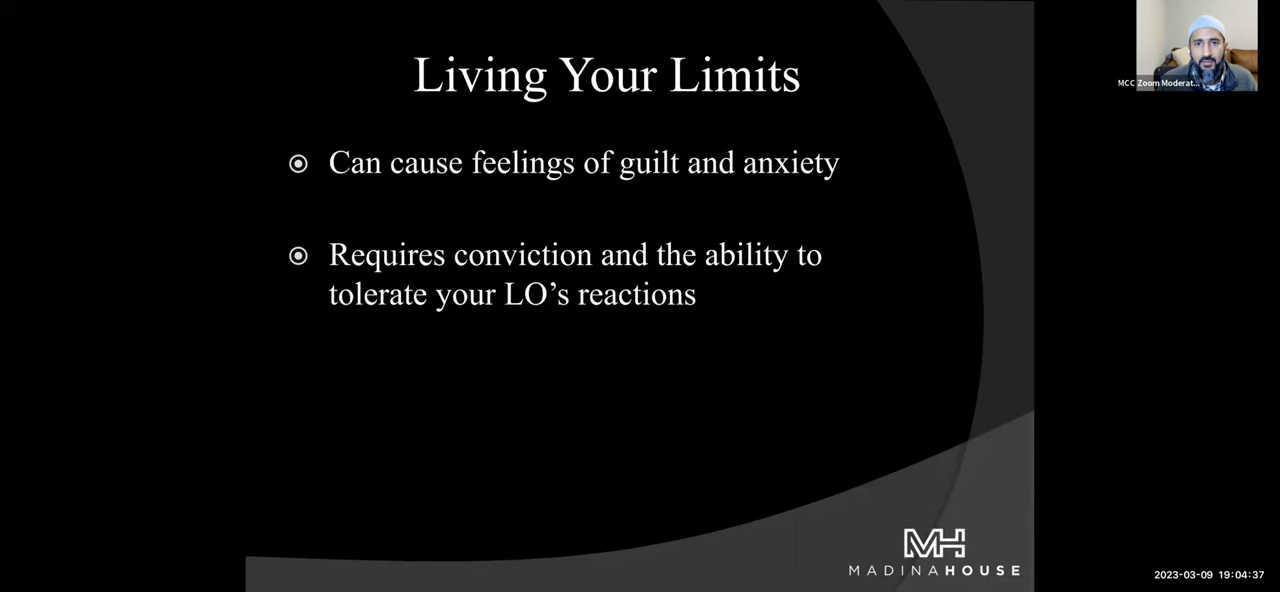 Living Your Limits
MCC Zoom Moderat...
Can cause feelings of guilt and anxiety
Requires conviction and the ability to
tolerate your LO’s reactions
MH
MADINAHOUSE
2023-03-09 19:04:37